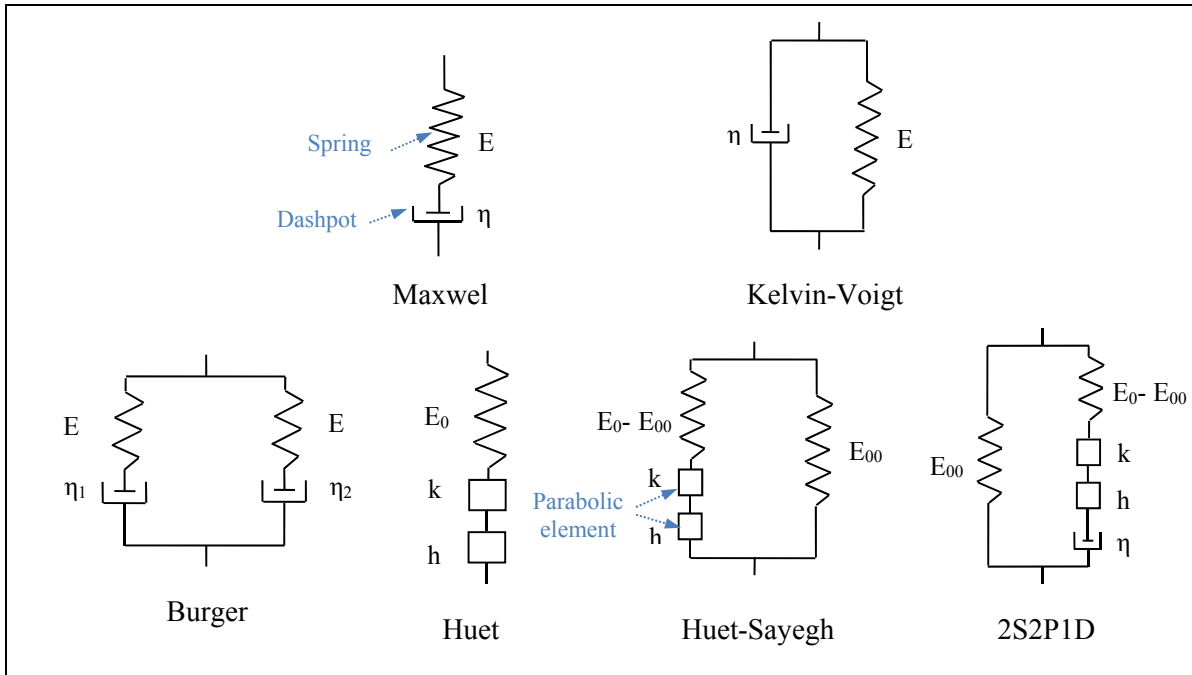 Spring
E
Dashpot
η
Maxwel
η
E
Kelvin-Voigt
E
η1
E
η2
Burger
E0
k
h
Huet
E0- E00
k
Parabolic
element
h
E00
Huet-Sayegh
E00
E0- E00
k
h
η
2S2P1D